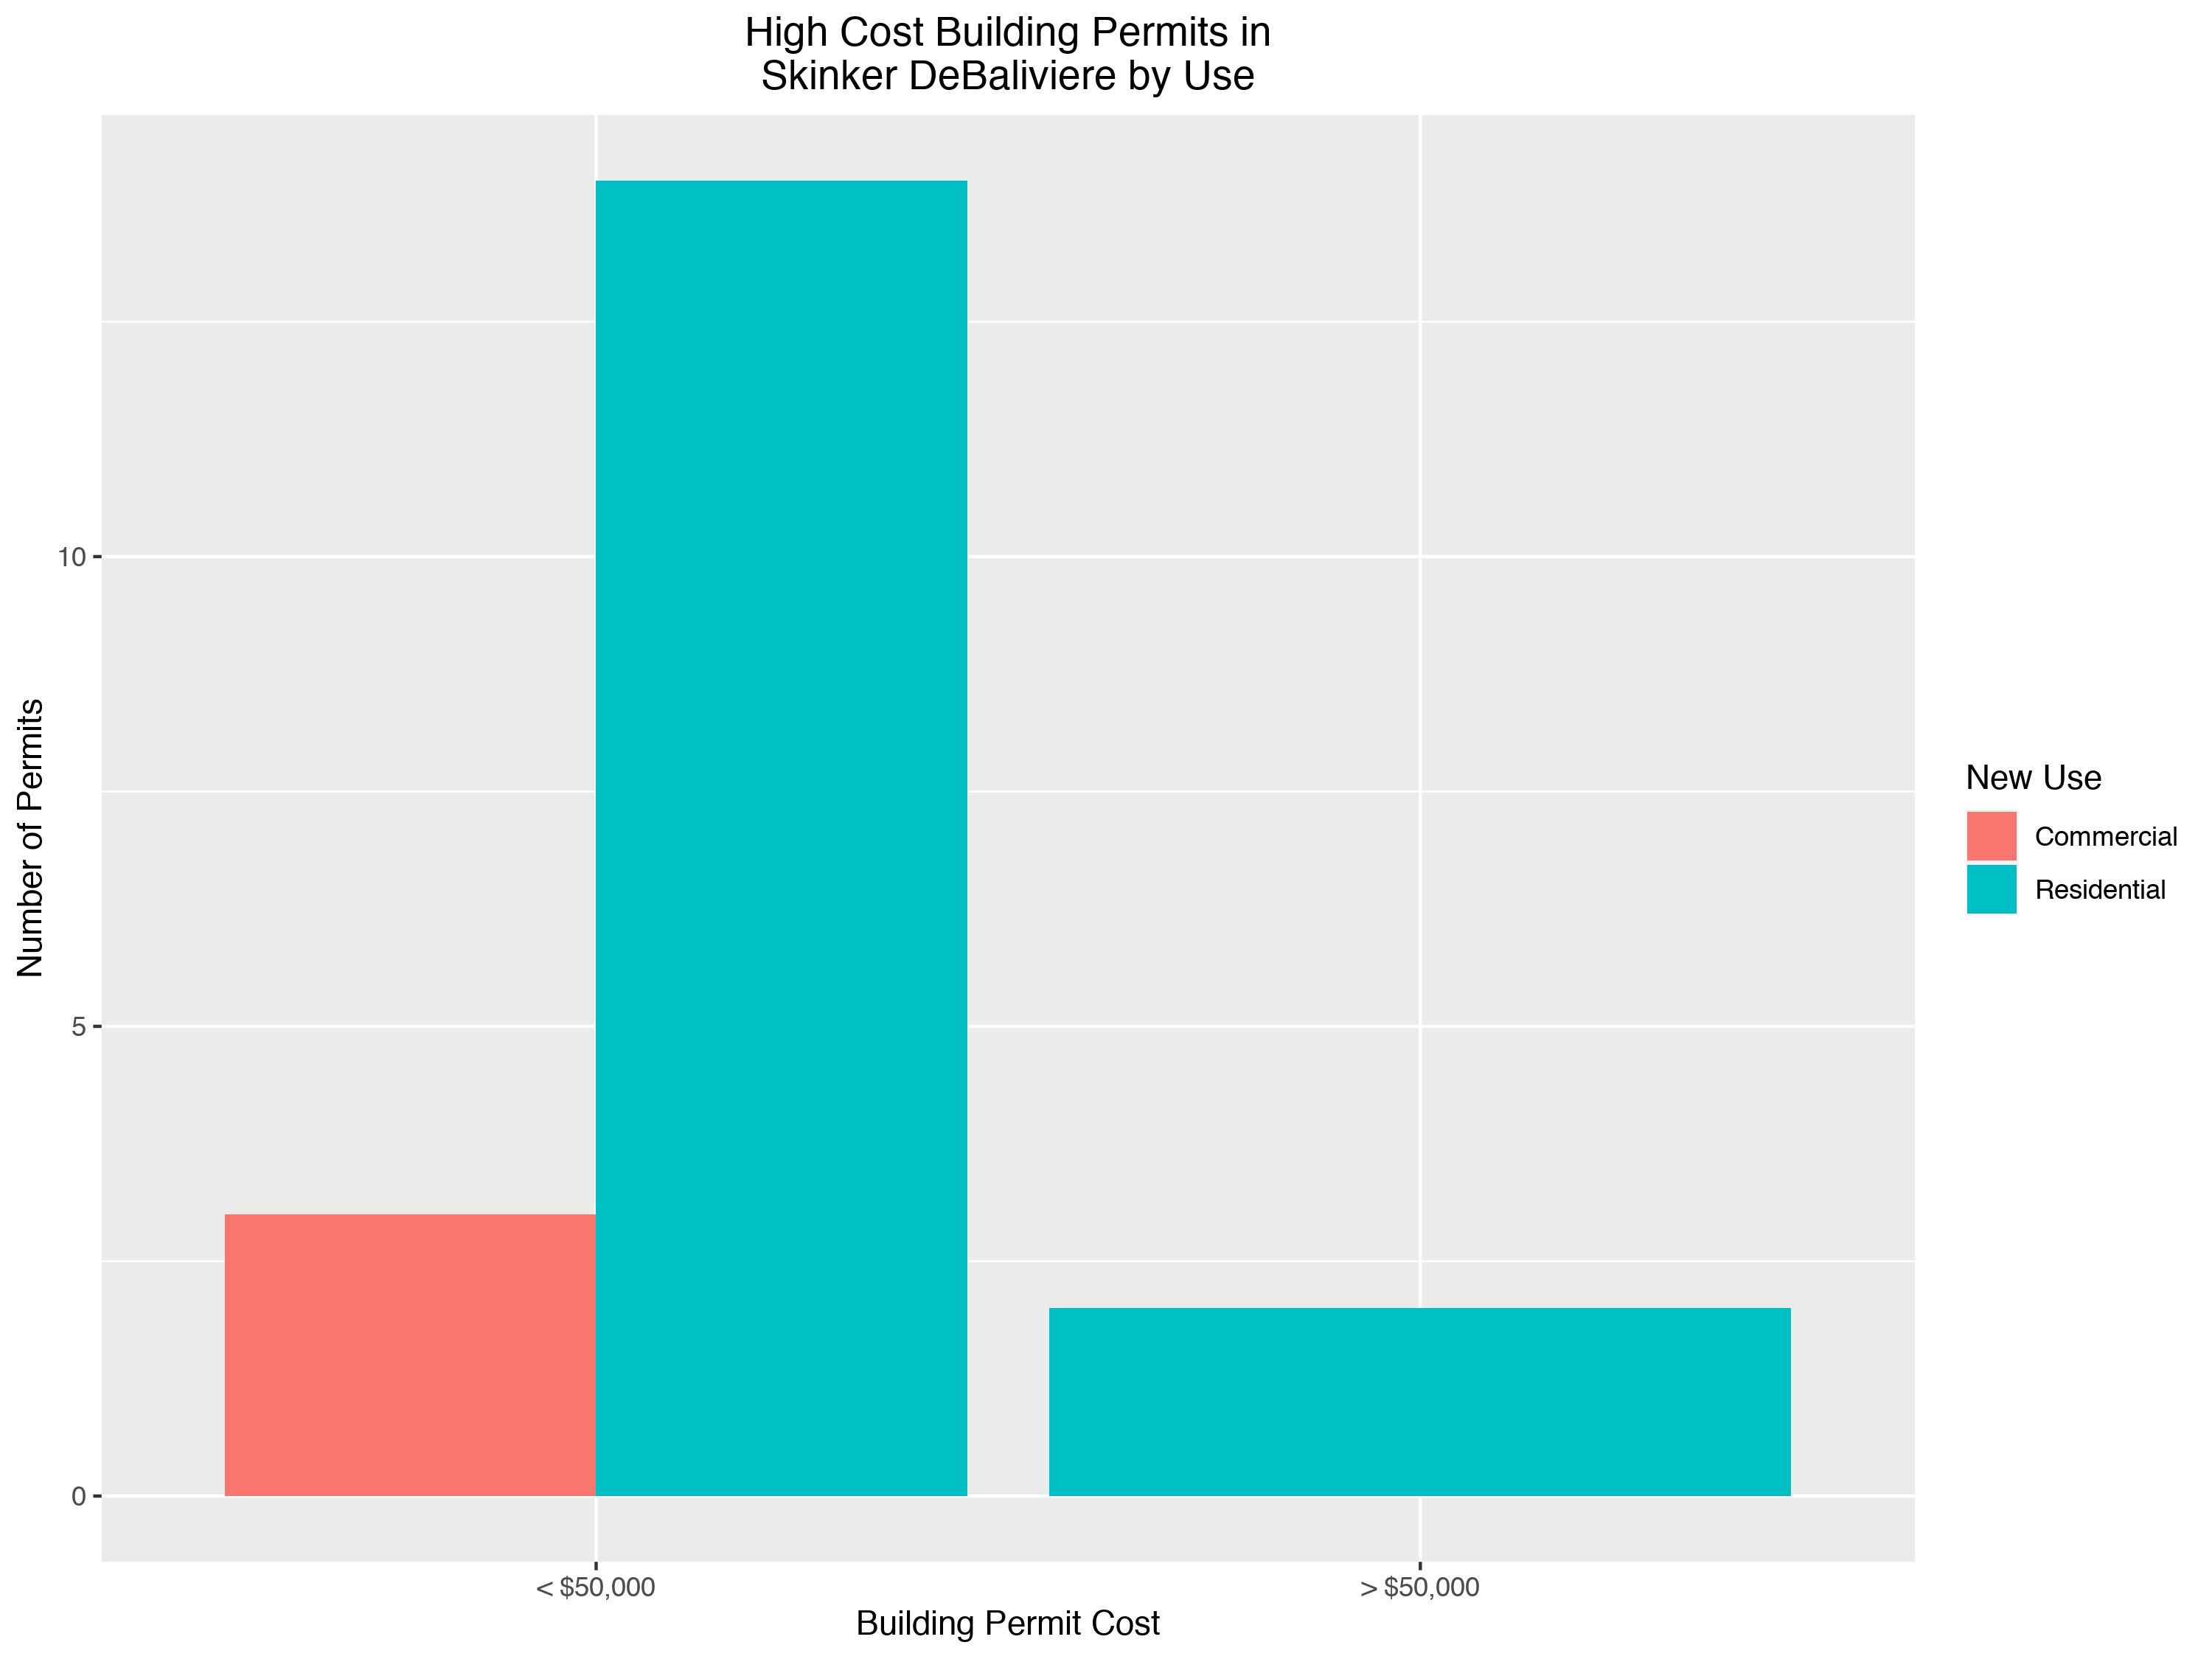 High Cost Building Permits in
Skinker DeBaliviere by Use
Number of Permits
10
5
0
< $50,000
> $50,000
Building Permit Cost
New Use
Commercial
Residential